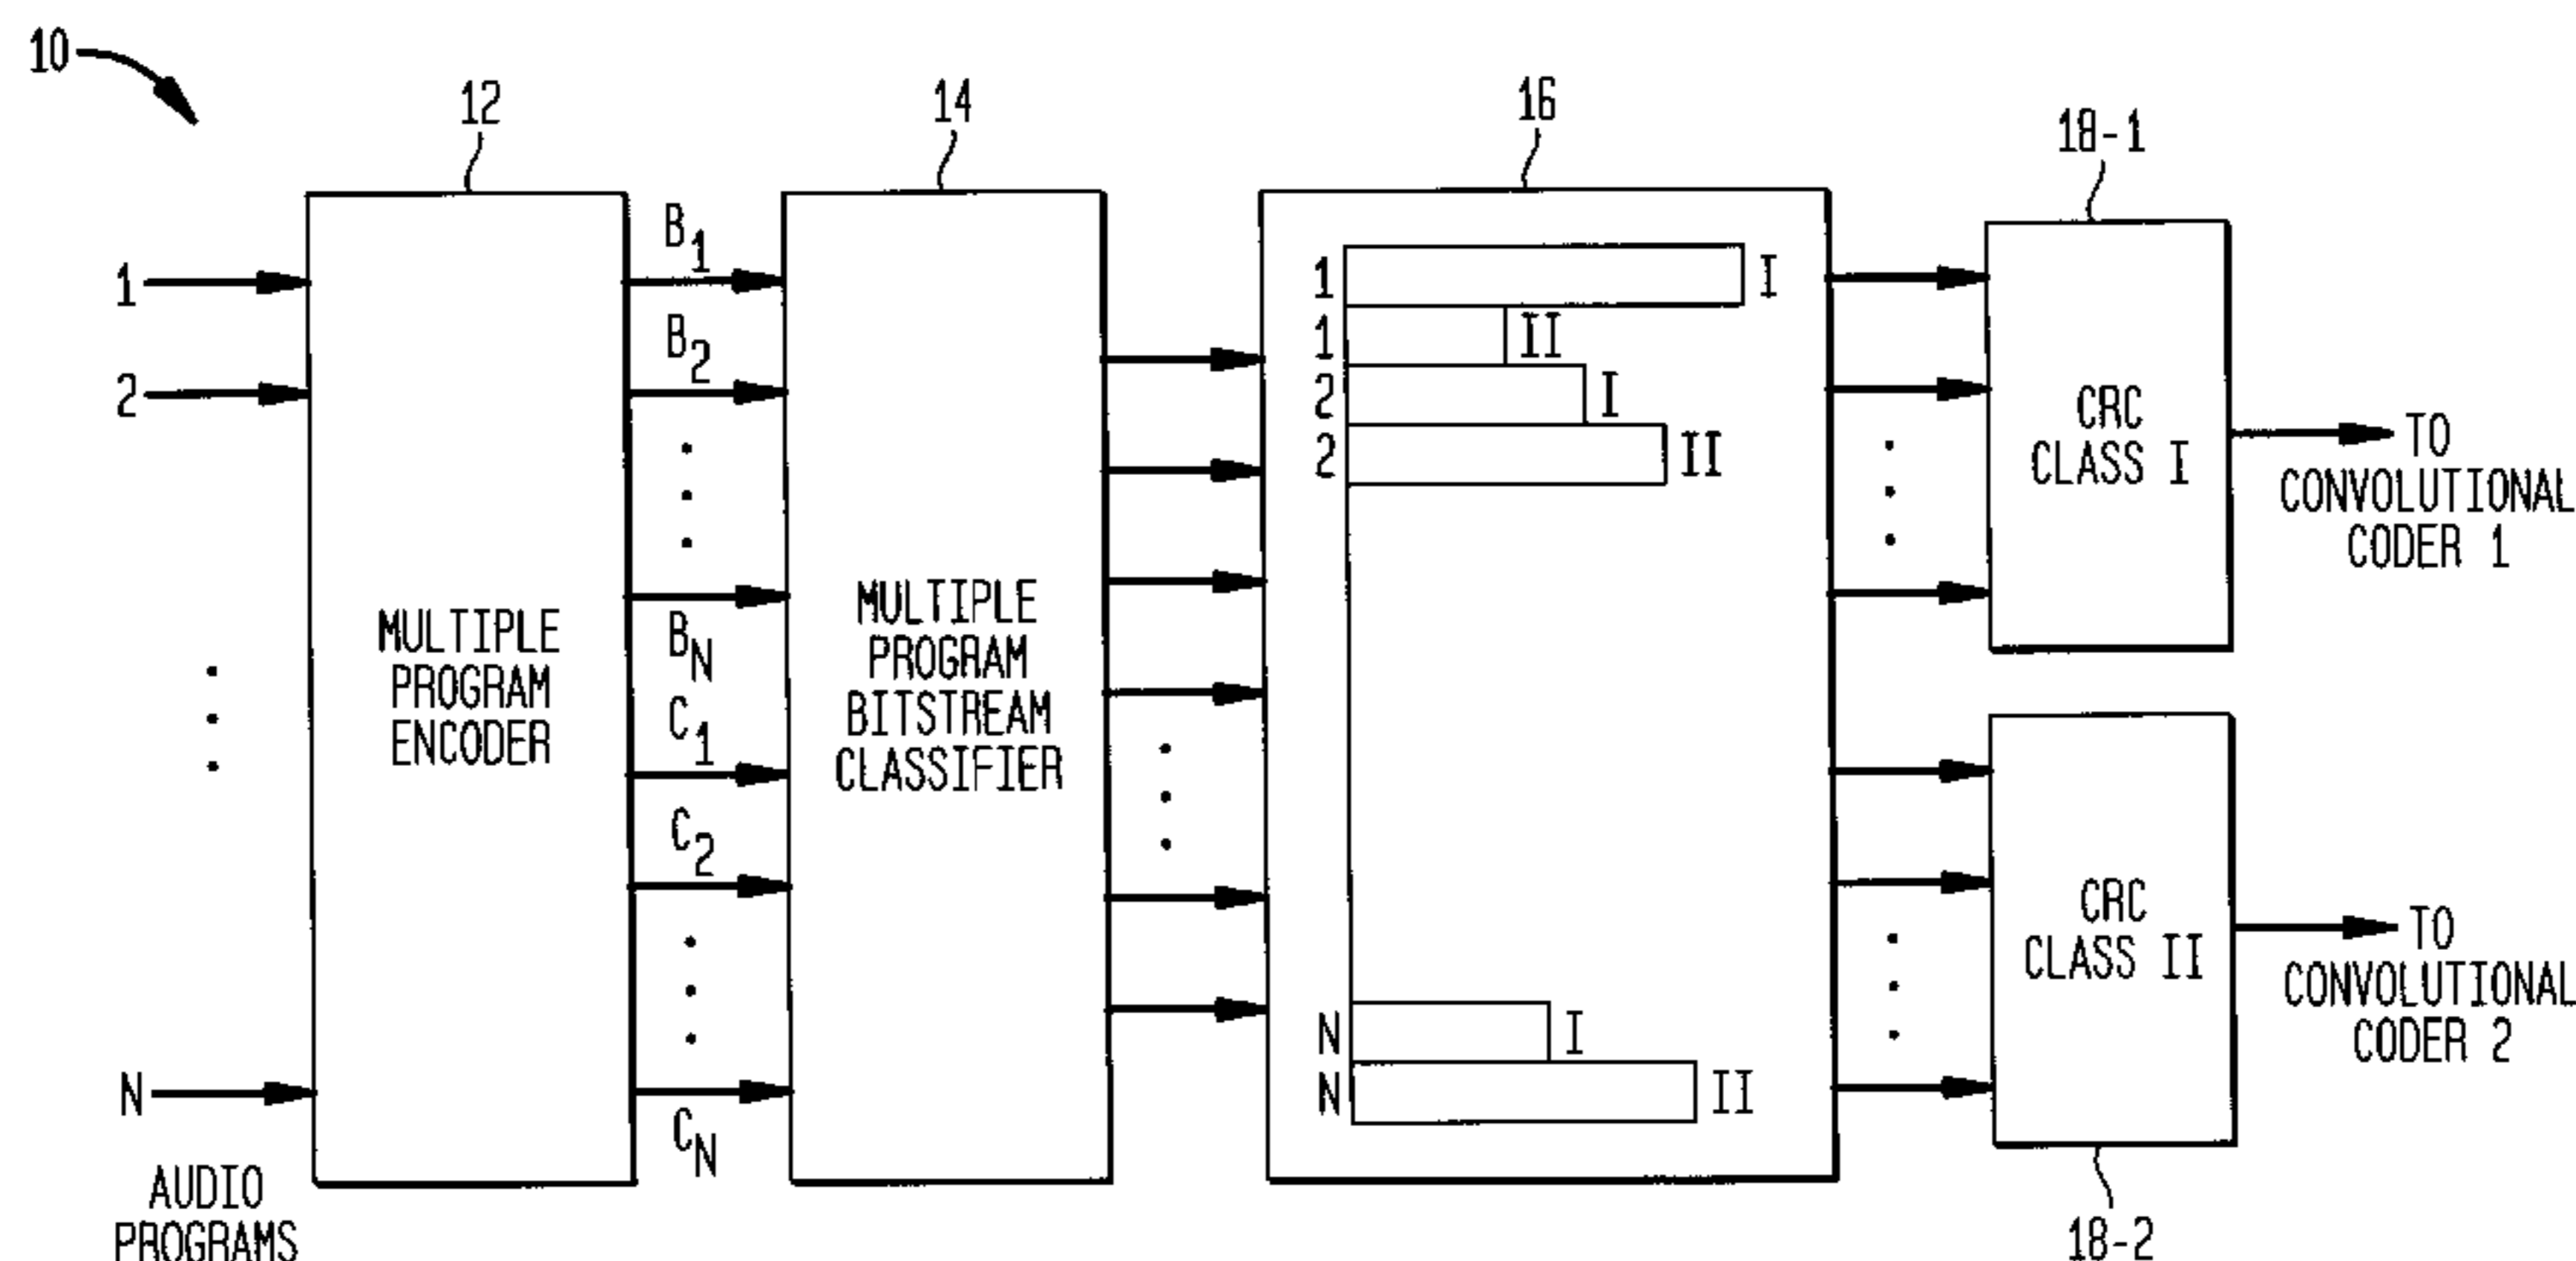 10
12
14
16
18-1
1
2
N
AUDIO
PROGRAMS
MULTIPLE
PROGRAM
ENCODER
B1
B2
BN
C1
C2
CN
MULTIPLE
PROGRAM
BITSTREAM
CLASSIFIER
1 I
1 II
2 I
2 II
N I
N II
CRC
CLASS I
TO
CONVOLUTIONAL
CODER 1
CRC
CLASS II
TO
CONVOLUTIONAL
CODER 2
18-2